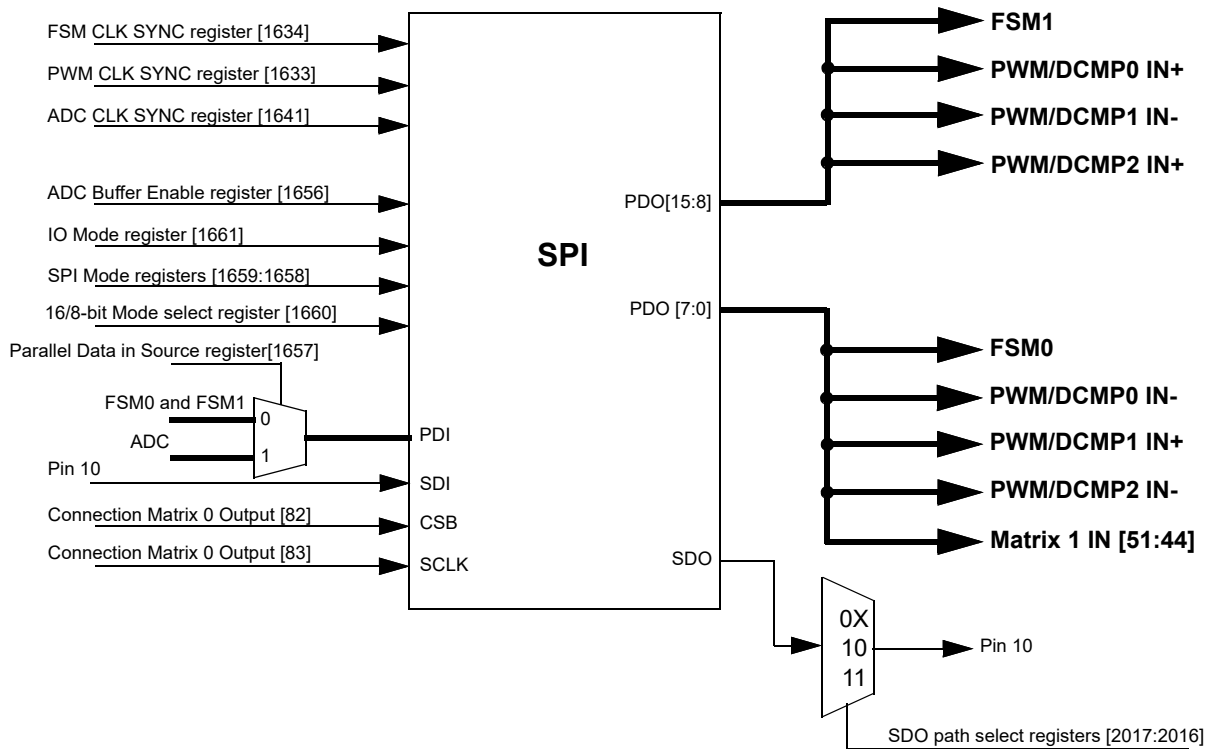 FSM CLK SYNC register [1634]
PWM CLK SYNC register [1633]
ADC CLK SYNC register [1641]
ADC Buffer Enable register [1656]
IO Mode register [1661]
SPI Mode registers [1659:1658]
16/8-bit Mode select register [1660]
Parallel Data in Source register[1657]
FSM0 and FSM1
0
ADC
1
Pin 10
Connection Matrix 0 Output [82]
Connection Matrix 0 Output [83]
PDI
SDI
CSB
SCLK
SPI
PDO[15:8]
PDO [7:0]
SDO
FSM1
PWM/DCMP0 IN+
PWM/DCMP1 IN-
PWM/DCMP2 IN+
FSM0
PWM/DCMP0 IN-
PWM/DCMP1 IN+
PWM/DCMP2 IN-
Matrix 1 IN [51:44]
0X
10
11
Pin 10
SDO path select registers [2017:2016]